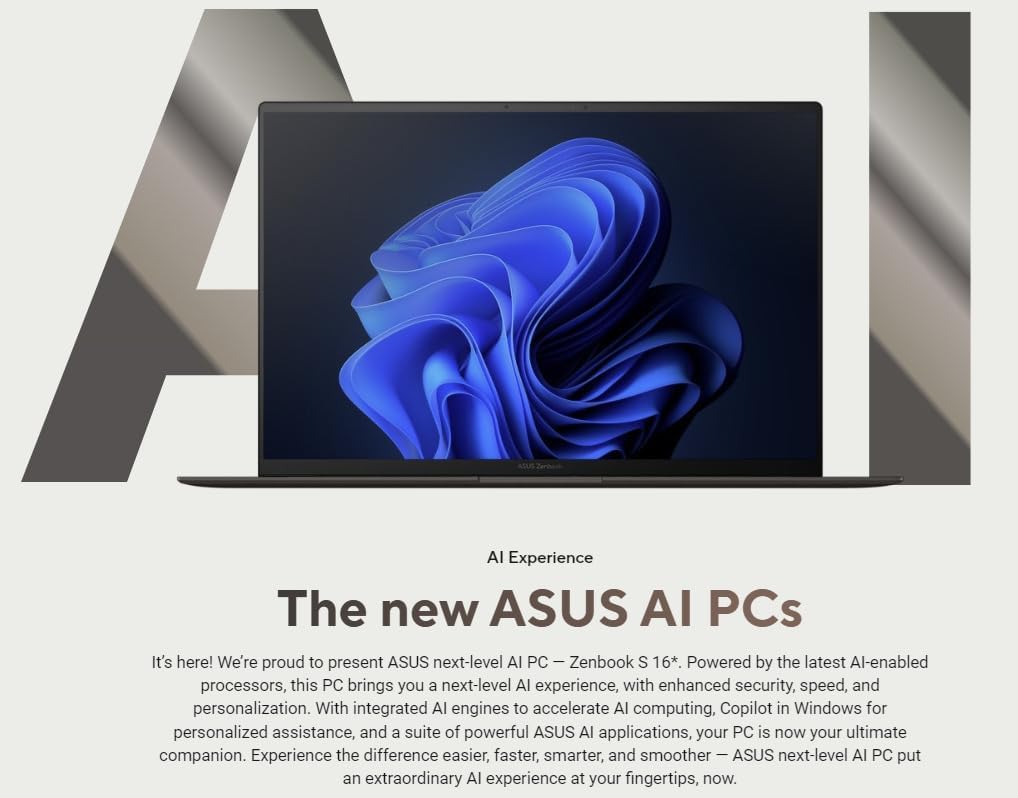 AI
ASUS Zenbook
AI Experience
The new ASUS AI PCs
It’s here! We’re proud to present ASUS next-level AI PC — Zenbook S 16*. Powered by the latest AI-enabled
processors, this PC brings you a next-level AI experience, with enhanced security, speed, and
personalization. With integrated AI engines to accelerate AI computing, Copilot in Windows for
personalized assistance, and a suite of powerful ASUS AI applications, your PC is now your ultimate
companion. Experience the difference easier, faster, smarter, and smoother — ASUS next-level AI PC put
an extraordinary AI experience at your fingertips, now.